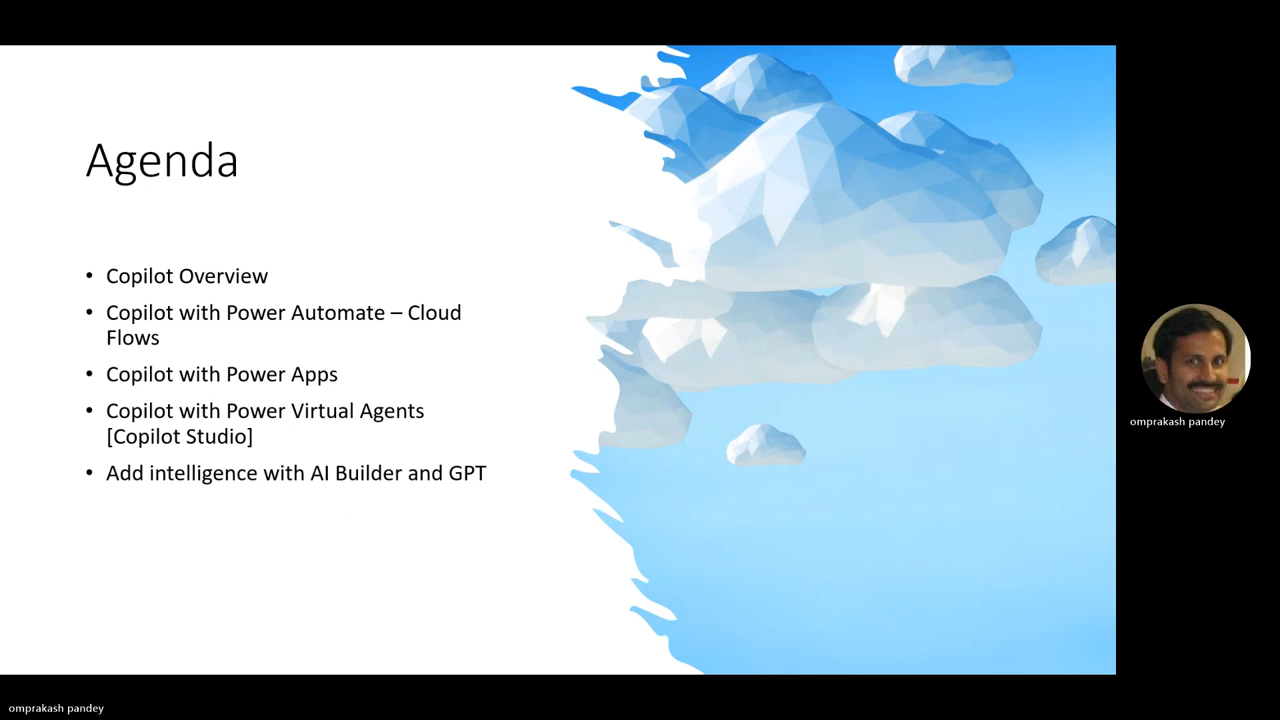 Agenda
• Copilot Overview
• Copilot with Power Automate – Cloud
Flows
• Copilot with Power Apps
• Copilot with Power Virtual Agents
[Copilot Studio]
• Add intelligence with AI Builder and GPT
omprakash pandey
omprakash pandey